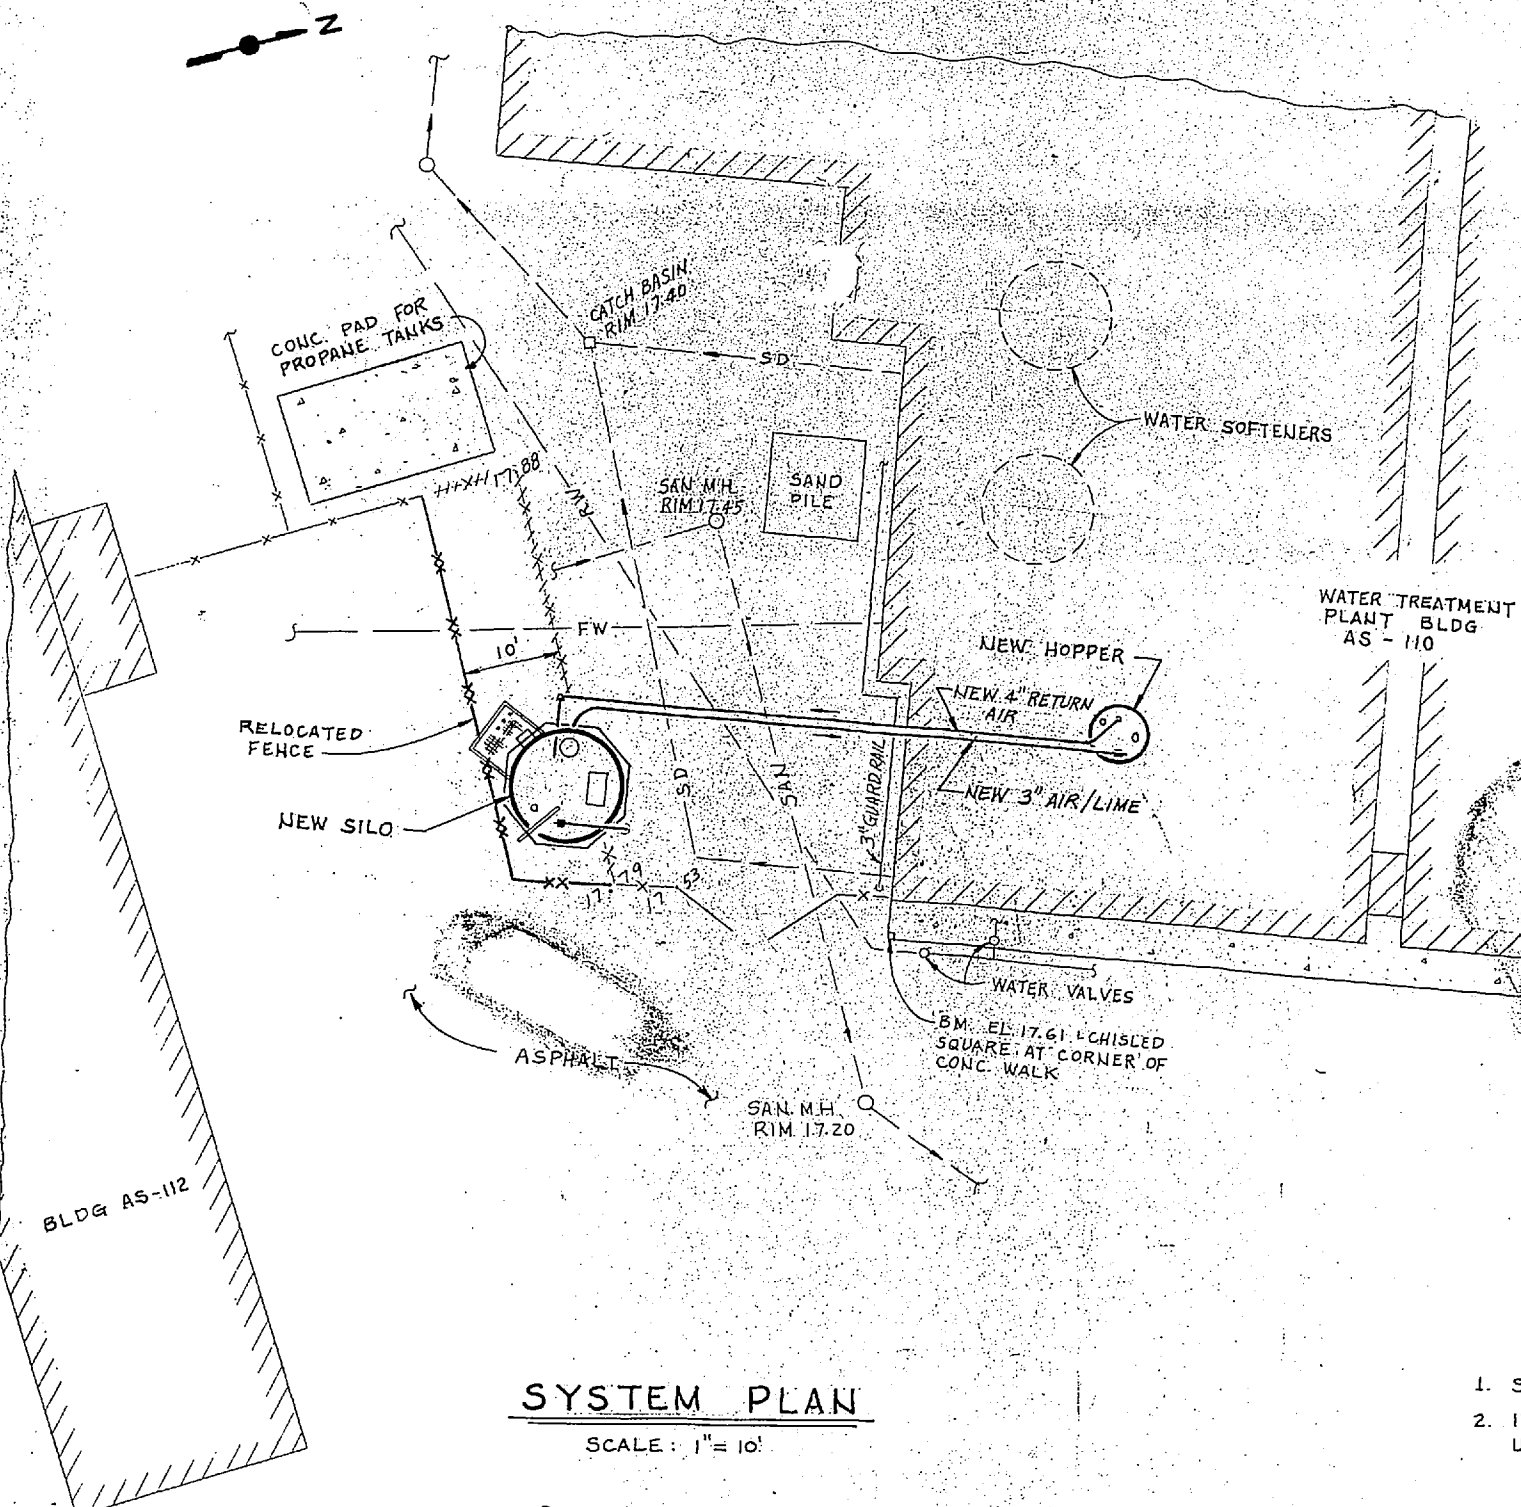 N
CATCH BASIN
RIM 17.40
CONC. PAD FOR
PROPANE TANKS
SD
WATER SOFTENERS
17.88
RW
SAN M.H.
RIM 17.45
SAND
PILE
WATER TREATMENT
PLANT BLDG
AS - 110
FW
10'
NEW HOPPER
NEW 4" RETURN
AIR
RELOCATED
FENCE
SD
SAN
3" GUARD RAIL
NEW 3" AIR/LIME
NEW SILO
17.79
17.53
WATER VALVES
BM. EL. 17.61 - CHISLED
SQUARE AT CORNER OF
CONC. WALK
ASPHALT
SAN. M.H.
RIM 17.20
BLDG AS-112
SYSTEM PLAN
SCALE: 1" = 10'
1. S
2. I
L